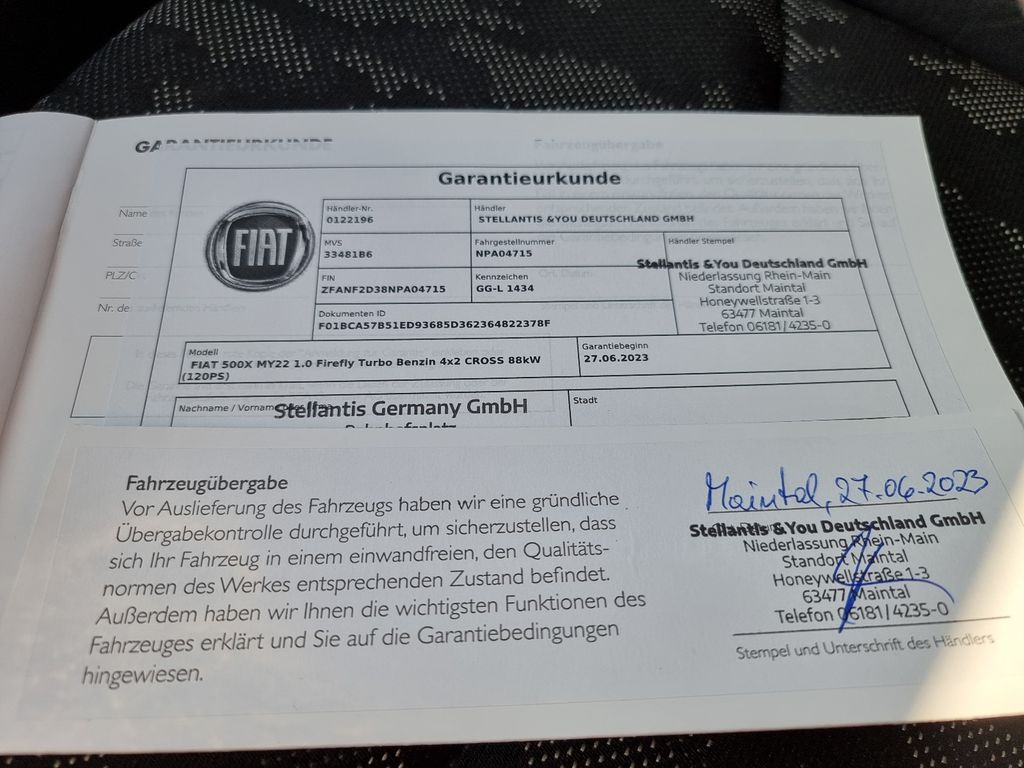 GARANTIEURKUNDE
Fahrzeugübergabe
Garantieurkunde
Name
Straße
PLZ/C
Nr. de
FIAT
Händler-Nr.
0122196
Händler
STELLANTIS &YOU DEUTSCHLAND GMBH
MVS
33481B6
Fahrgestellnummer
NPA04715
Händler Stempel
Stellantis &You Deutschland GmbH
Niederlassung Rhein-Main
Standort Maintal
Honeywellstraße 1-3
63477 Maintal
Telefon 06181/4235-0
FIN
ZFANF2D38NPA04715
Kennzeichen
GG-L 1434
Dokumenten ID
F01BCA57B51ED93685D362364822378F
Modell
FIAT 500X MY22 1.0 Firefly Turbo Benzin 4x2 CROSS 88kW
(120PS)
Garantiebeginn
27.06.2023
Nachname / Vorname
Stellantis Germany GmbH
Stadt
Fahrzeugübergabe
Vor Auslieferung des Fahrzeugs haben wir eine gründliche
Übergabekontrolle durchgeführt, um sicherzustellen, dass
sich Ihr Fahrzeug in einem einwandfreien, den Qualitäts-
normen des Werkes entsprechenden Zustand befindet.
Außerdem haben wir Ihnen die wichtigsten Funktionen des
Fahrzeuges erklärt und Sie auf die Garantiebedingungen
hingewiesen.
Maintal, 27.06.2023
Stellantis &You Deutschland GmbH
Niederlassung Rhein-Main
Standort Maintal
Honeywellstraße 1-3
63477 Maintal
Telefon 06181/4235-0
Stempel und Unterschrift des Händlers